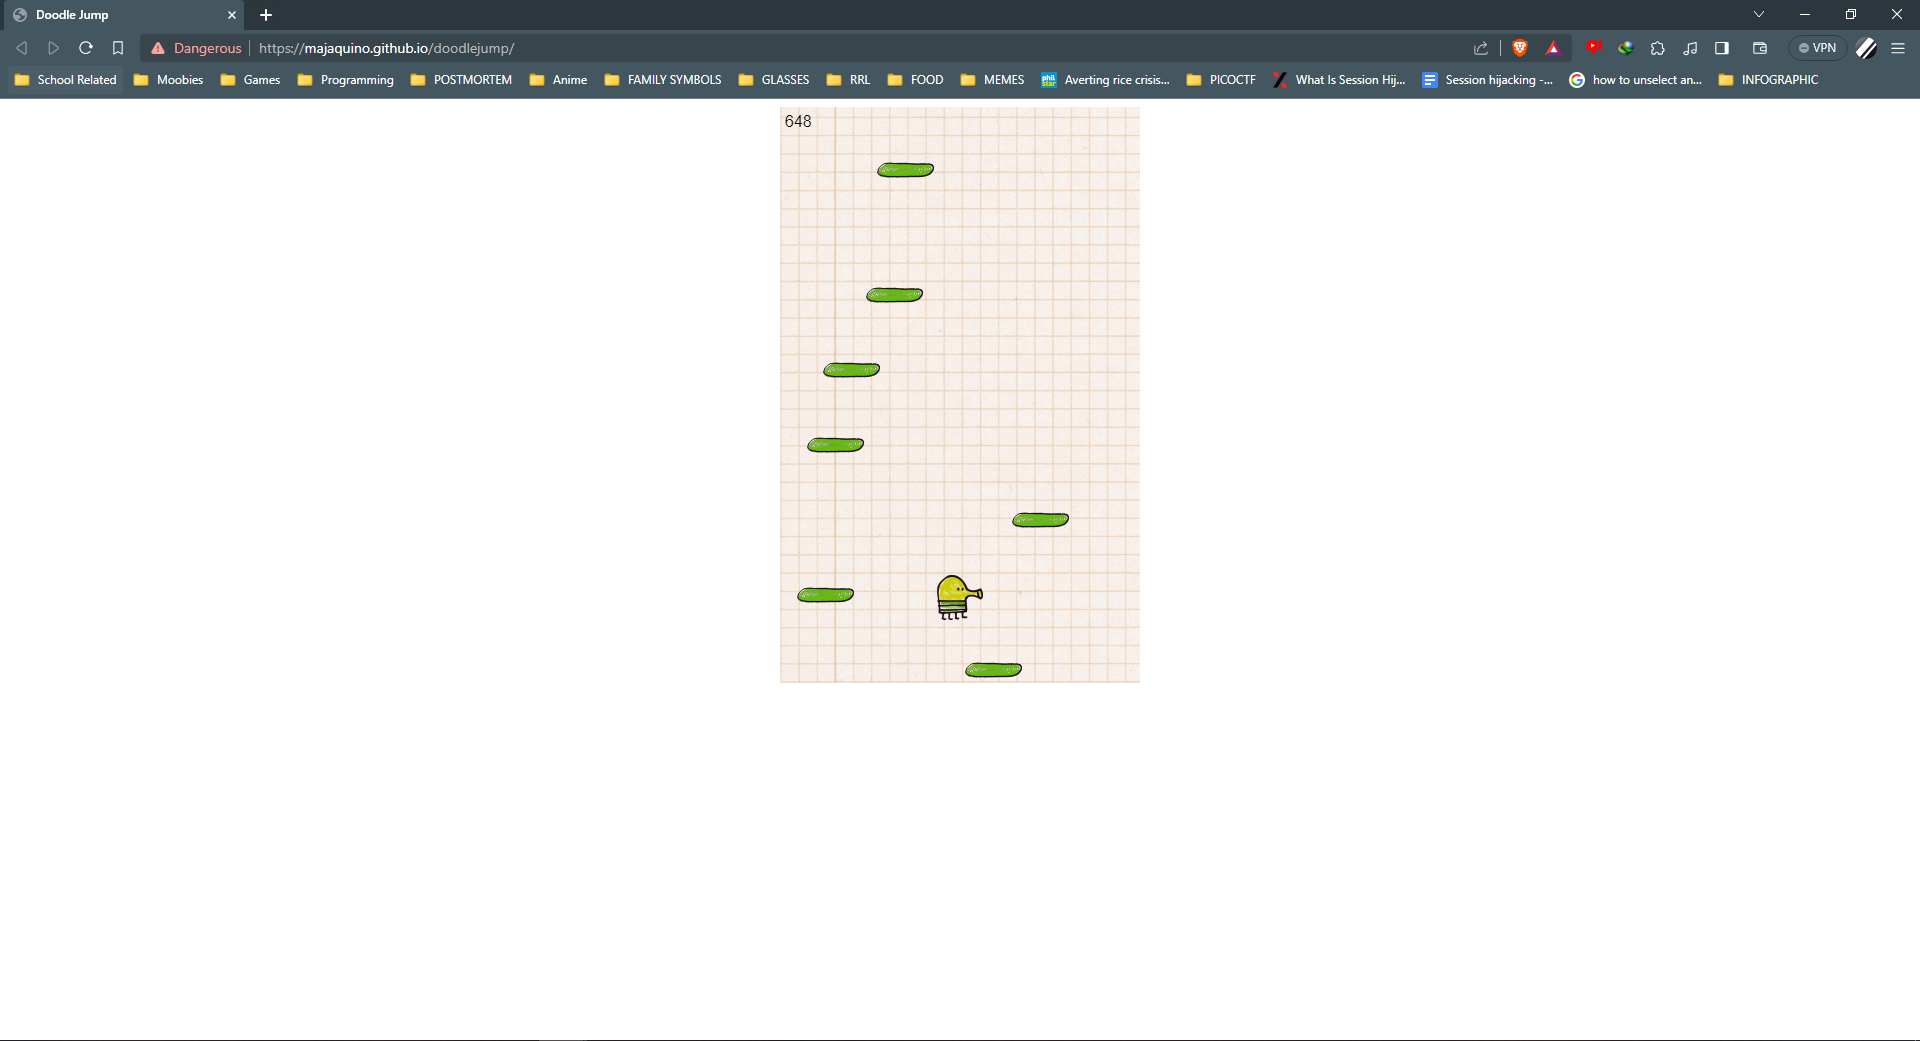 Doodle Jump
Dangerous https://majaquino.github.io/doodlejump/ VPN
School Related Moobies Games Programming POSTMORTEM Anime FAMILY SYMBOLS GLASSES RRL FOOD MEMES phil star Averting rice crisis... PICOCTF What Is Session Hij... Session hijacking -... how to unselect an... INFOGRAPHIC
648